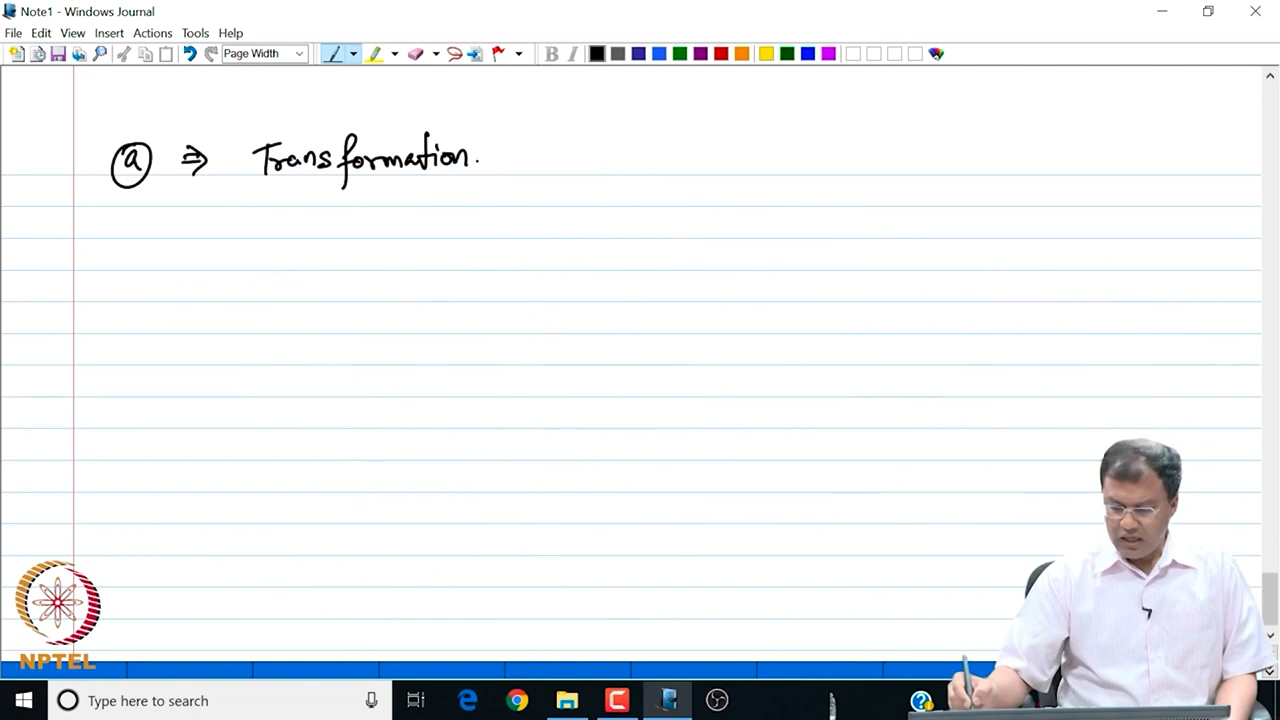 Note1 - Windows Journal
File Edit View Insert Actions Tools Help
Page Width
B I
a ⇒ Transformation.
NPTEL
Type here to search